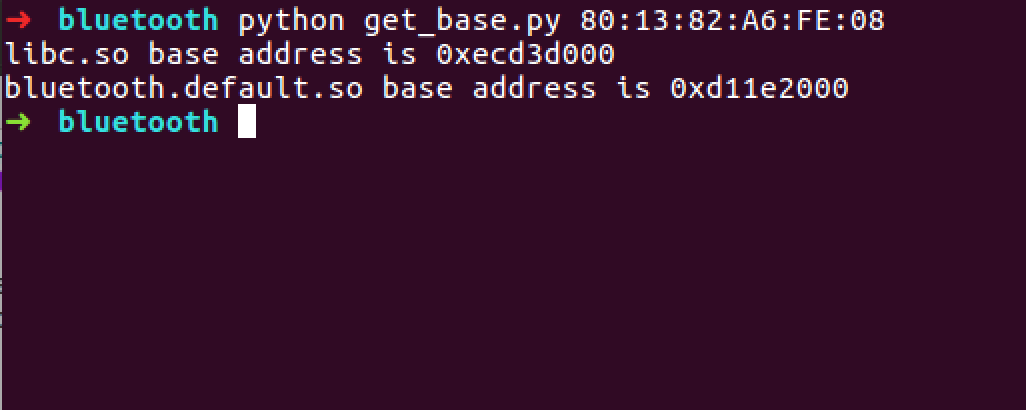 ➜ bluetooth python get_base.py 80:13:82:A6:FE:08
libc.so base address is 0xecd3d000
bluetooth.default.so base address is 0xd11e2000
➜ bluetooth